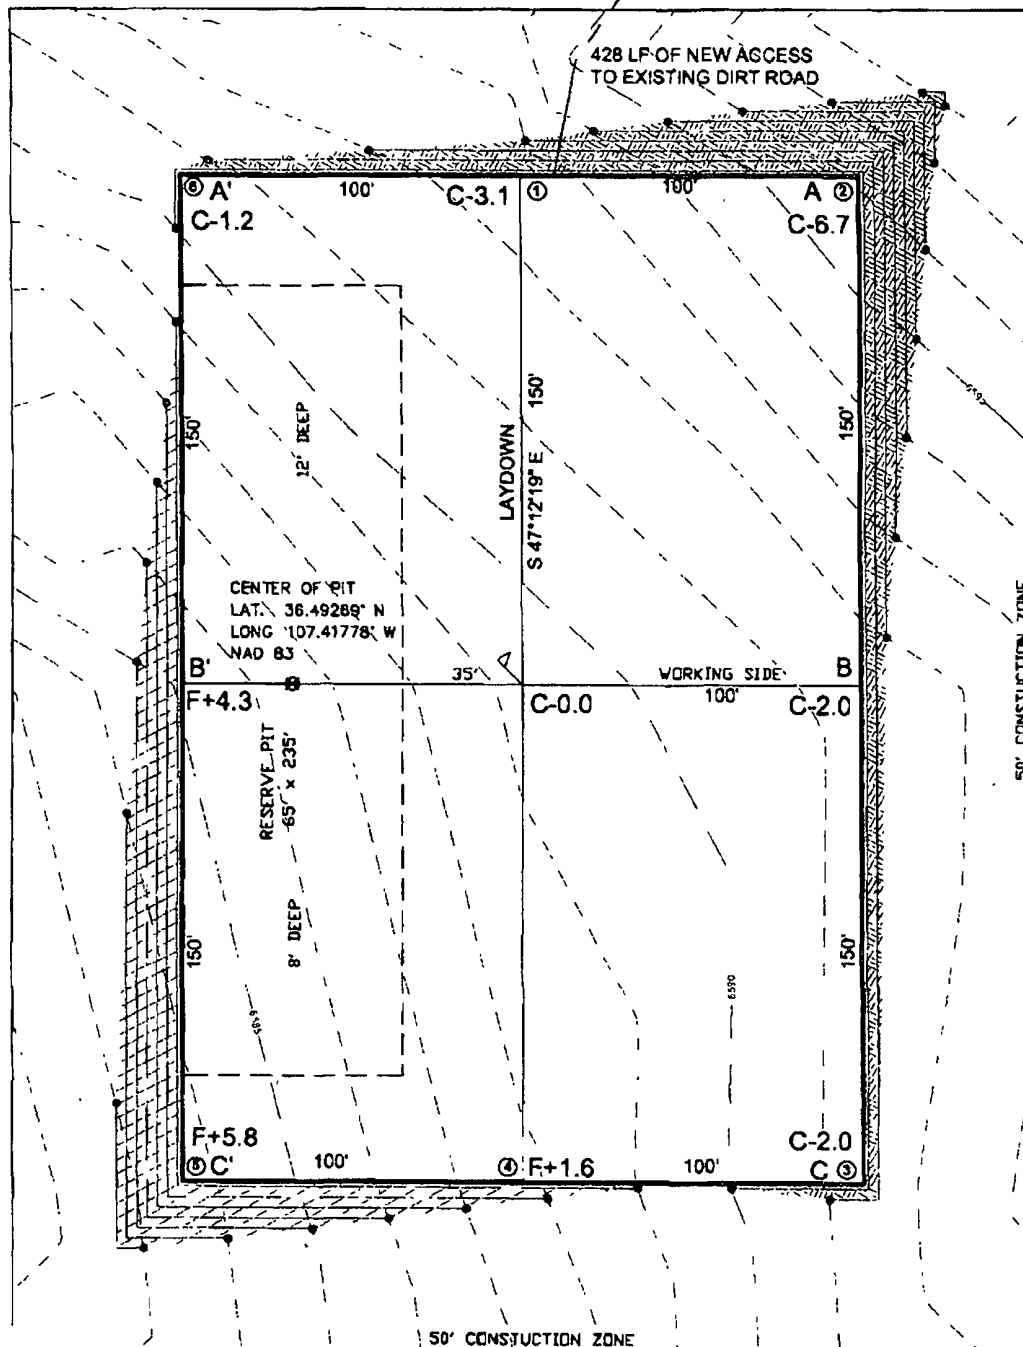 428 LF OF NEW ACCESS
TO EXISTING DIRT ROAD
⑥ A'
100'
C-3.1
①
100'
A ②
C-1.2
C-6.7
150'
12' DEEP
LAYDOWN
150'
S 47°12'19" E
150'
6590
CENTER OF PIT
LAT. 36.49289° N
LONG 107.41778° W
NAD 83
B'
35'
WORKING SIDE
B
F+4.3
C-0.0
100'
C-2.0
50' CONSTUCTION ZONE
RESERVE PIT
65' x 235'
8' DEEP
150'
150'
6590
F+5.8
C-2.0
⑤ C'
100'
④ F+1.6
100'
C ③
50' CONSTUCTION ZONE